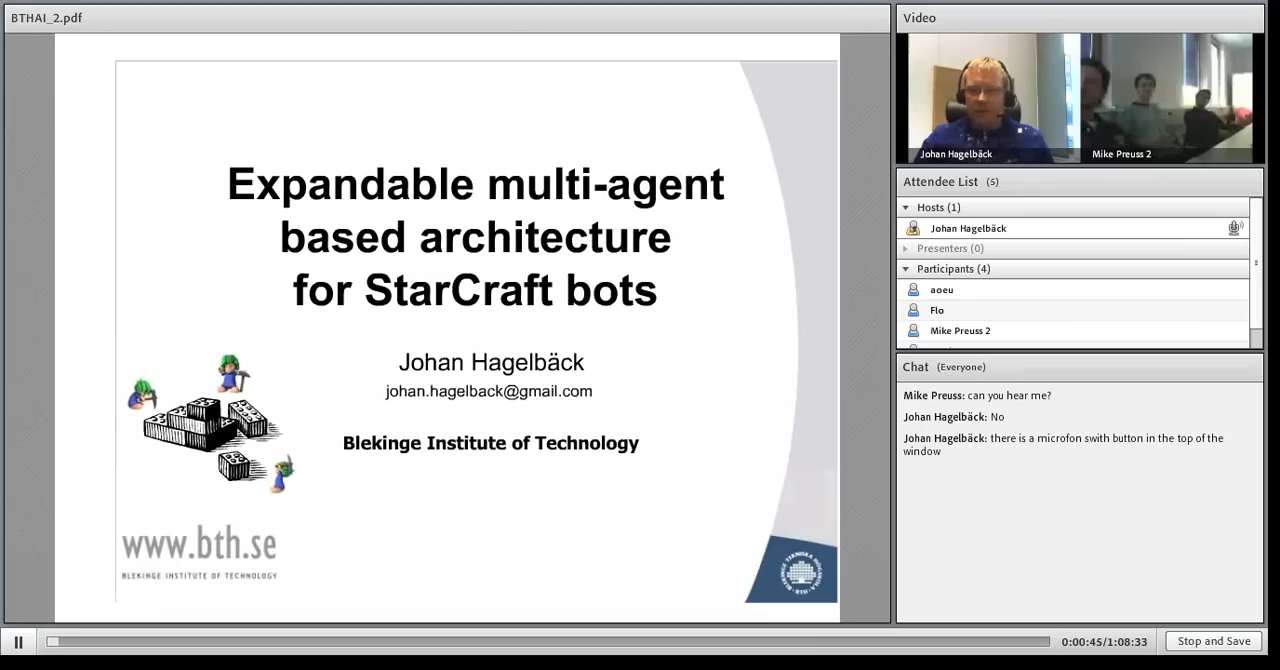 BTHAI_2.pdf
Expandable multi-agent
based architecture
for StarCraft bots
Johan Hagelbäck
johan.hagelback@gmail.com
Blekinge Institute of Technology
www.bth.se
BLEKINGE INSTITUTE OF TECHNOLOGY
Video
Johan Hagelbäck
Mike Preuss 2
Attendee List (5)
Hosts (1)
Johan Hagelbäck
Presenters (0)
Participants (4)
aoeu
Flo
Mike Preuss 2
Chat (Everyone)
Mike Preuss: can you hear me?
Johan Hagelbäck: No
Johan Hagelbäck: there is a microfon swith button in the top of the
window
0:00:45/1:08:33
Stop and Save